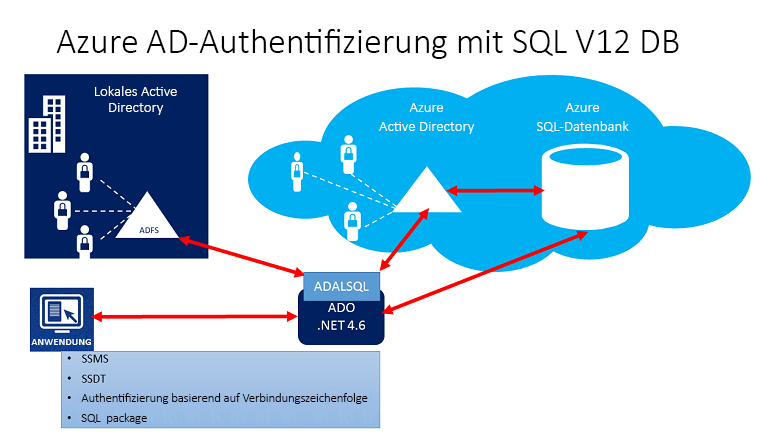 Azure AD-Authentifizierung mit SQL V12 DB
Lokales Active
Directory
ADFS
Azure
Active Directory
Azure
SQL-Datenbank
ADALSQL
ADO
.NET 4.6
ANWENDUNG
• SSMS
• SSDT
• Authentifizierung basierend auf Verbindungszeichenfolge
• SQL package